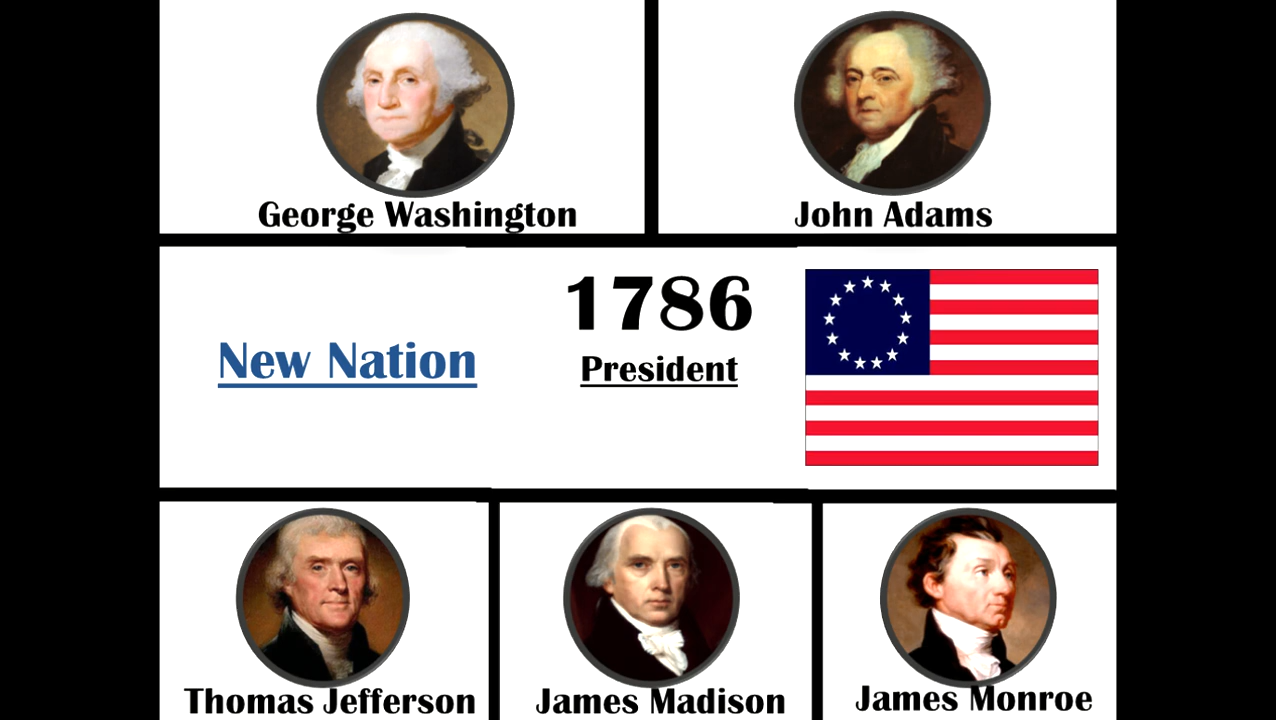 George Washington
John Adams
1786
New Nation
President
Thomas Jefferson
James Madison
James Monroe